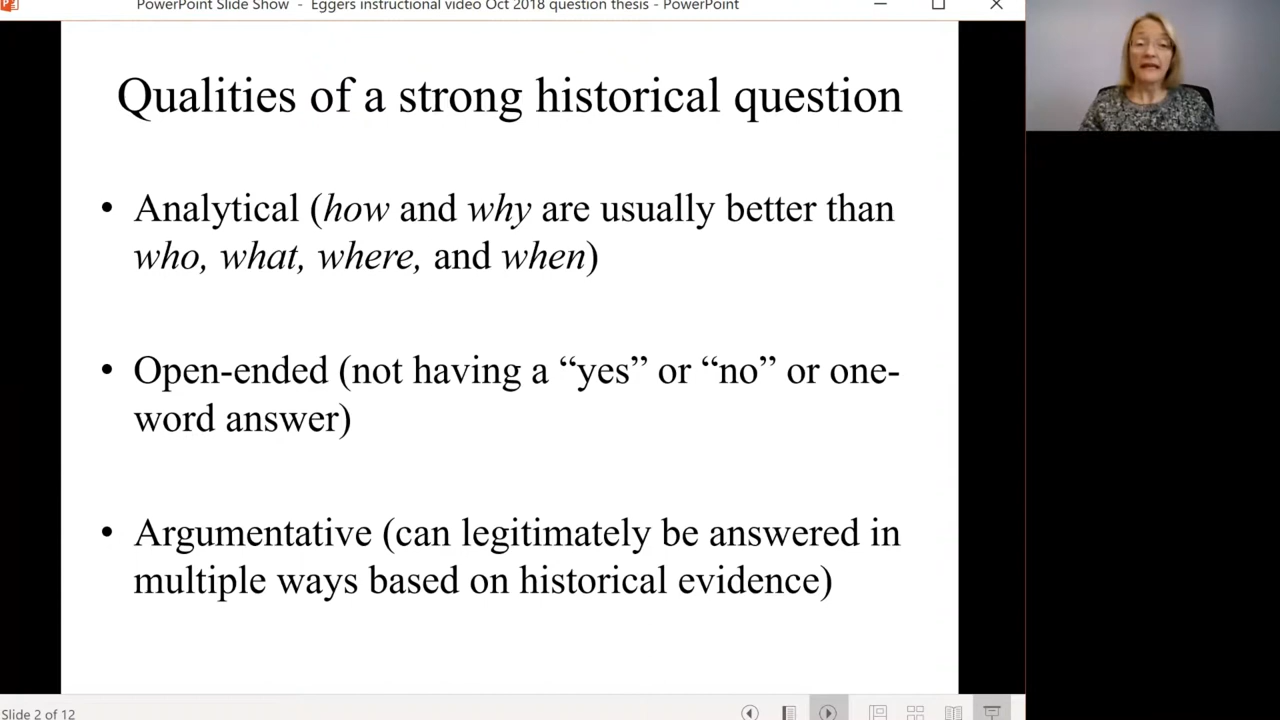 PowerPoint Slide Show - Eggers instructional video Oct 2018 question thesis - PowerPoint
Qualities of a strong historical question
• Analytical (how and why are usually better than
who, what, where, and when)
• Open-ended (not having a “yes” or “no” or one-
word answer)
• Argumentative (can legitimately be answered in
multiple ways based on historical evidence)
Slide 2 of 12